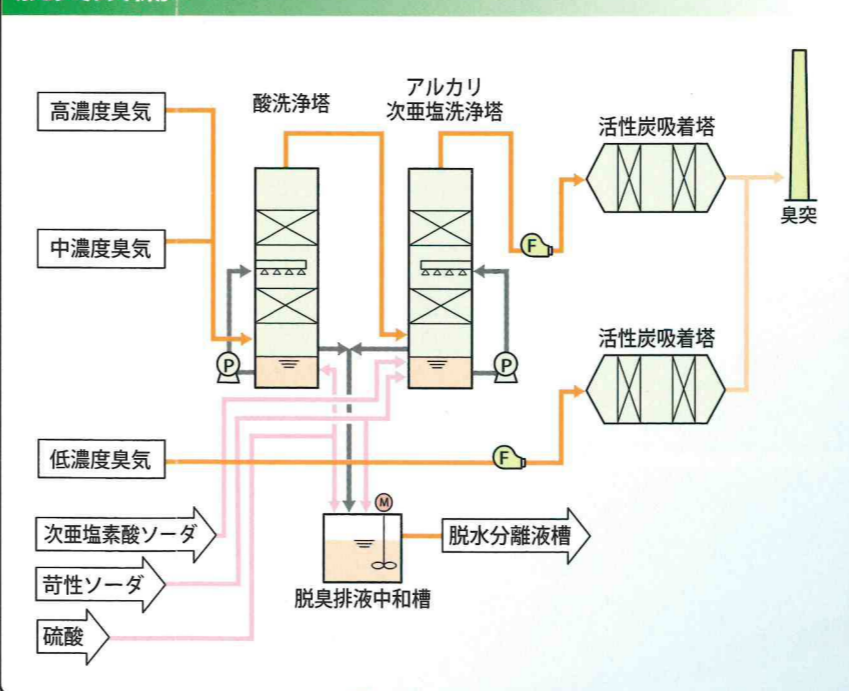 酸洗浄塔
アルカリ
次亜塩洗浄塔
活性炭吸着塔
高濃度臭気
中濃度臭気
臭突
F
P
P
活性炭吸着塔
低濃度臭気
F
次亜塩素酸ソーダ
苛性ソーダ
硫酸
M
脱水分離液槽
脱臭排液中和槽